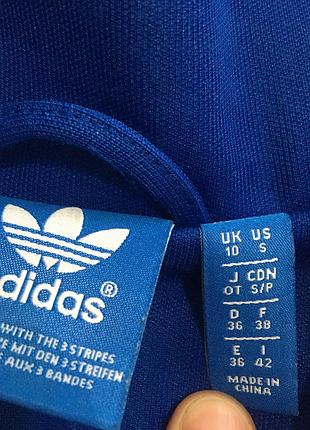 adidas®
WITH THE 3 STRIPES
MIT DEN 3 STREIFEN
AUX 3 BANDES
UK US
10 S
J CDN
OT S/P
D F
36 38
E I
36 42
MADE IN
CHINA